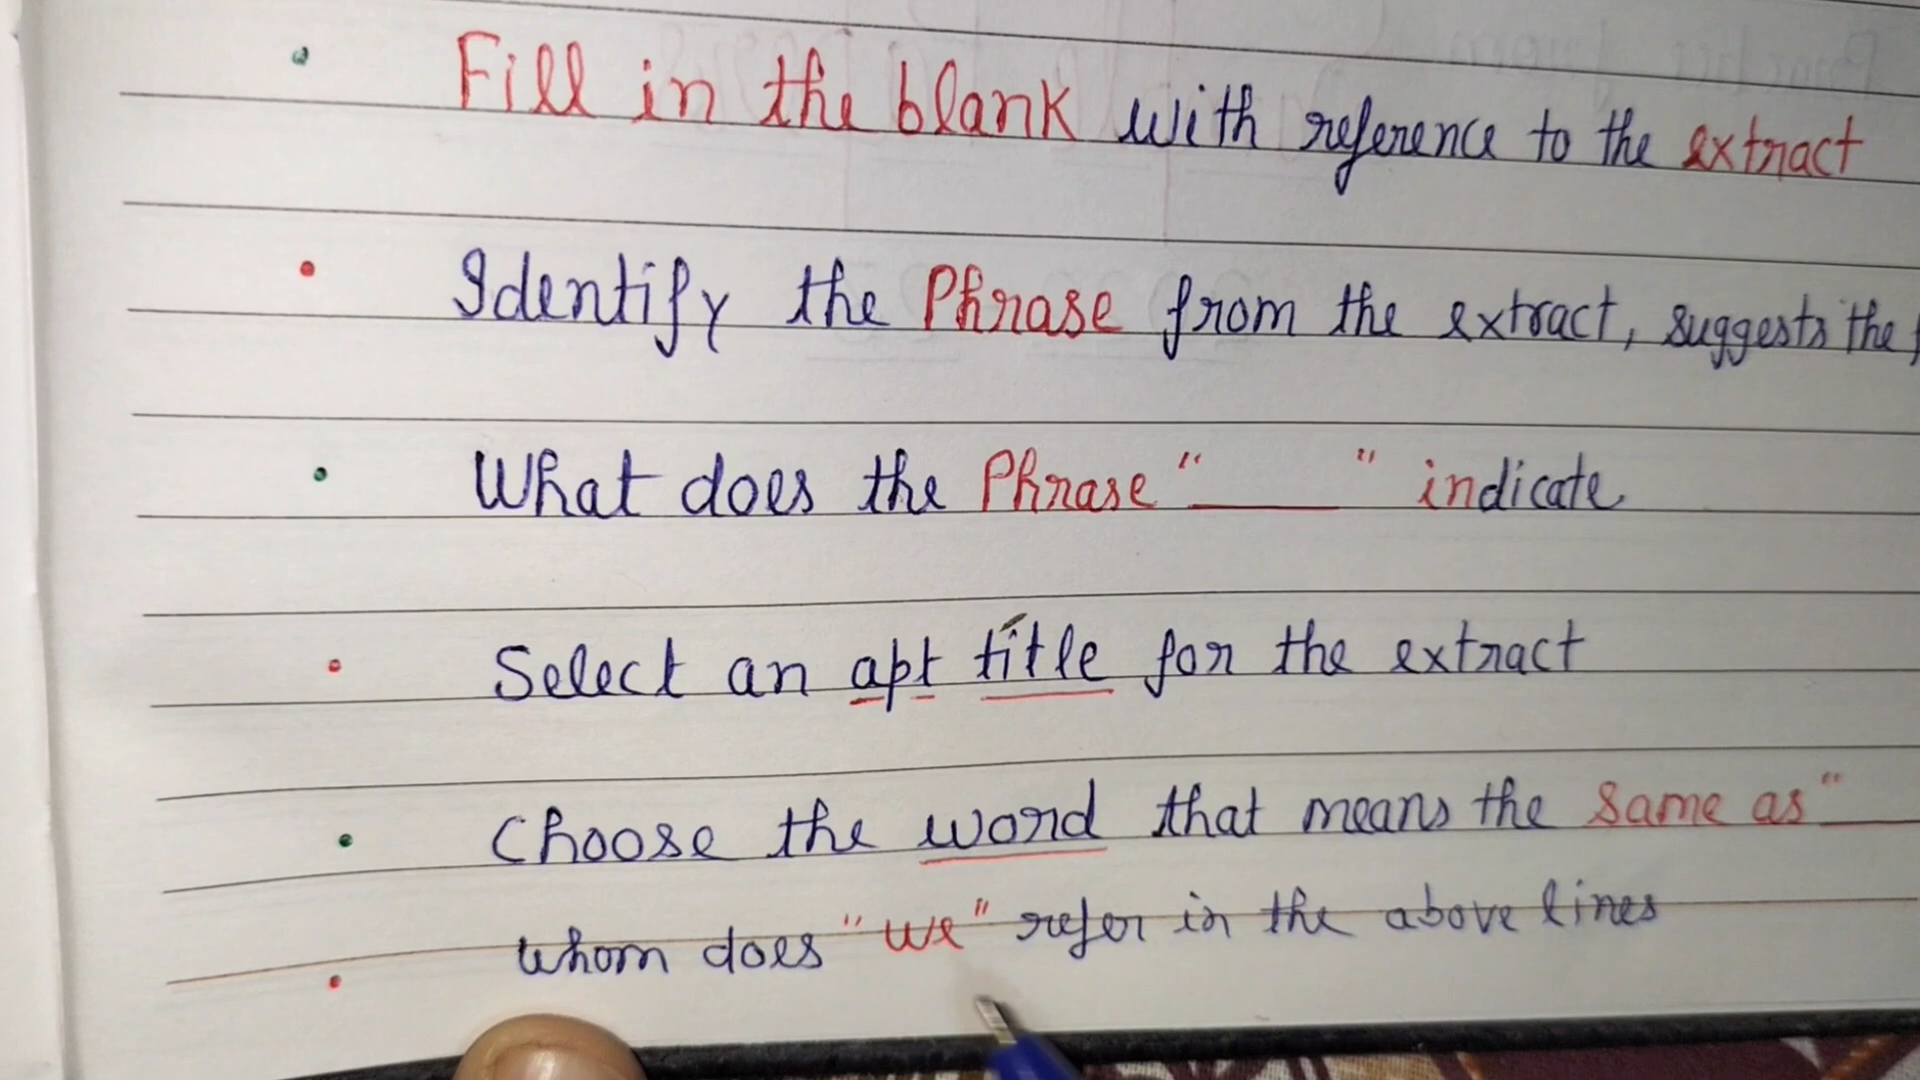 Fill in the blank with reference to the extract
Identify the Phrase from the extract, suggests the
What does the Phrase "______" indicate
Select an apt title for the extract
Choose the word that means the same as "____
whom does "we" refer in the above lines